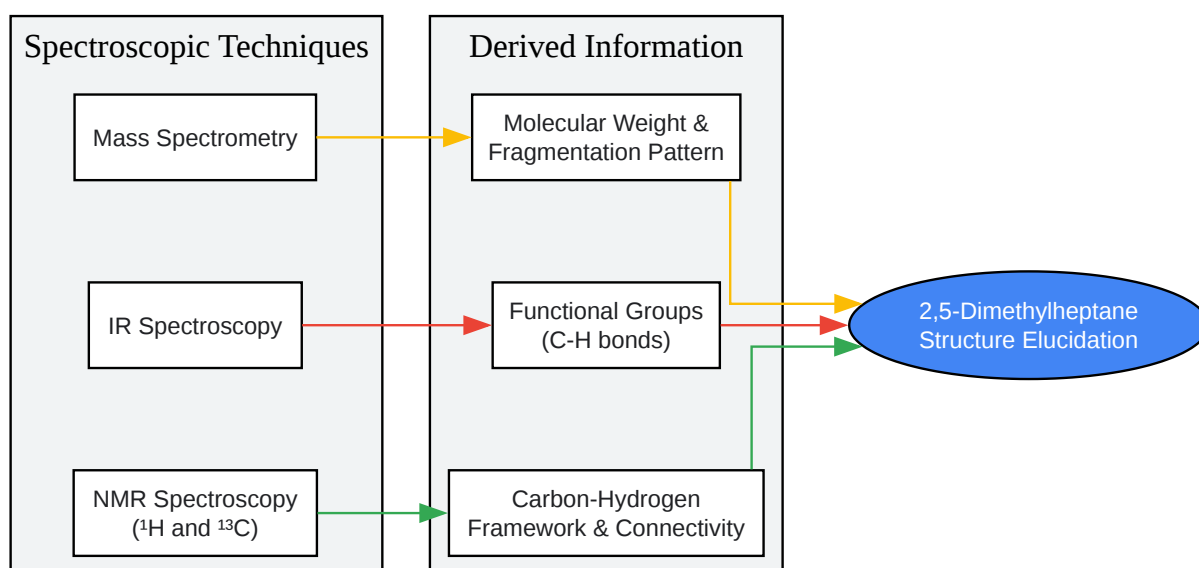 Spectroscopic Techniques
Derived Information
Mass Spectrometry
Molecular Weight &
Fragmentation Pattern
IR Spectroscopy
Functional Groups
(C-H bonds)
2,5-Dimethylheptane
Structure Elucidation
NMR Spectroscopy
(¹H and ¹³C)
Carbon-Hydrogen
Framework & Connectivity